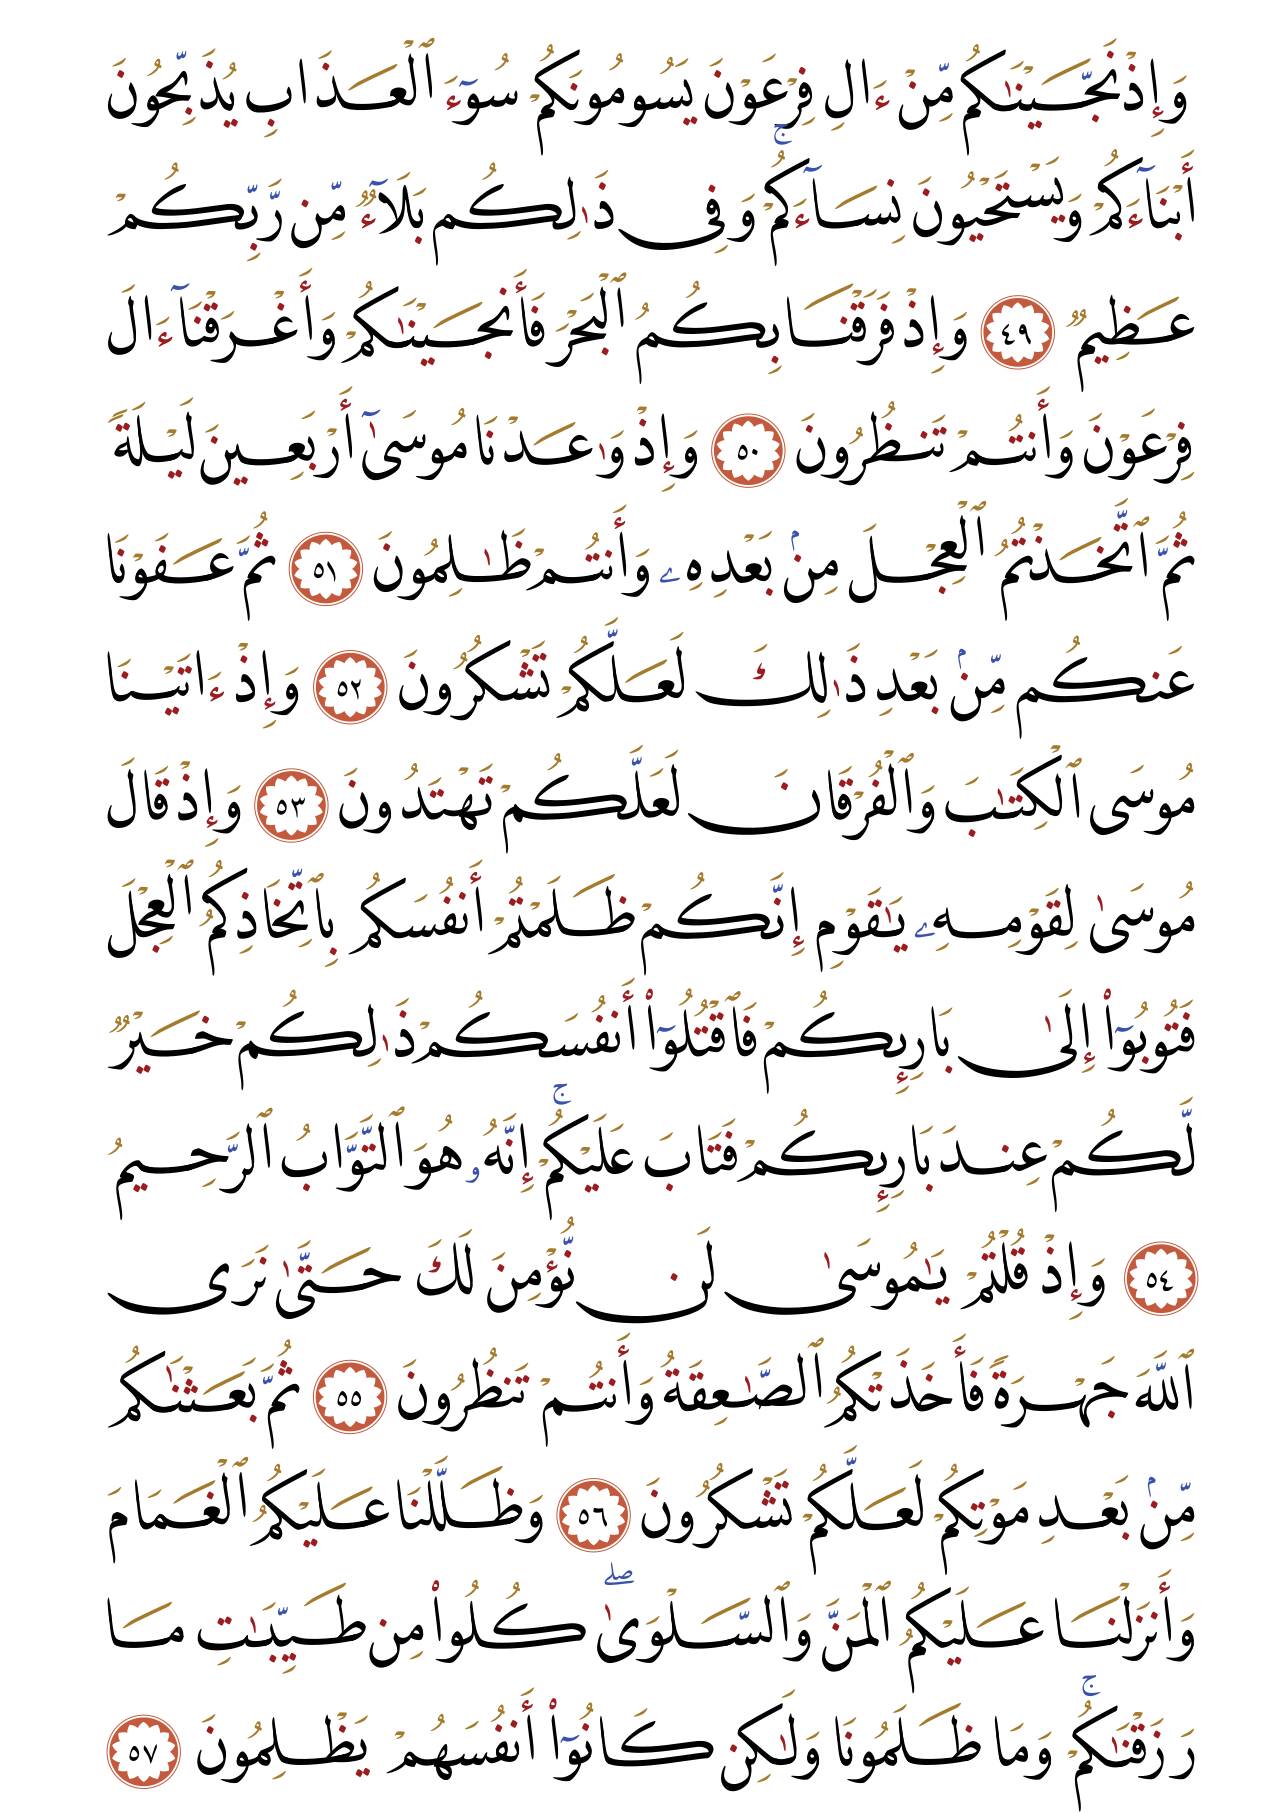 وَإِذْ نَجَّيْنَٰكُم مِّنْ ءَالِ فِرْعَوْنَ يَسُومُونَكُمْ سُوٓءَ ٱلْعَذَابِ يُذَبِّحُونَ
أَبْنَآءَكُمْ وَيَسْتَحْيُونَ نِسَآءَكُمْ ۚ وَفِى ذَٰلِكُم بَلَآءٌ مِّن رَّبِّكُمْ
عَظِيمٌ ٤٩ وَإِذْ فَرَقْنَا بِكُمُ ٱلْبَحْرَ فَأَنجَيْنَٰكُمْ وَأَغْرَقْنَآ ءَالَ
فِرْعَوْنَ وَأَنتُمْ تَنظُرُونَ ٥٠ وَإِذْ وَٰعَدْنَا مُوسَىٰٓ أَرْبَعِينَ لَيْلَةً
ثُمَّ ٱتَّخَذْتُمُ ٱلْعِجْلَ مِنۢ بَعْدِهِۦ وَأَنتُمْ ظَٰلِمُونَ ٥١ ثُمَّ عَفَوْنَا
عَنكُم مِّنۢ بَعْدِ ذَٰلِكَ لَعَلَّكُمْ تَشْكُرُونَ ٥٢ وَإِذْ ءَاتَيْنَا
مُوسَى ٱلْكِتَٰبَ وَٱلْفُرْقَانَ لَعَلَّكُمْ تَهْتَدُونَ ٥٣ وَإِذْ قَالَ
مُوسَىٰ لِقَوْمِهِۦ يَٰقَوْمِ إِنَّكُمْ ظَلَمْتُمْ أَنفُسَكُم بِٱتِّخَاذِكُمُ ٱلْعِجْلَ
فَتُوبُوٓا۟ إِلَىٰ بَارِئِكُمْ فَٱقْتُلُوٓا۟ أَنفُسَكُمْ ذَٰلِكُمْ خَيْرٌ
لَّكُمْ عِندَ بَارِئِكُمْ فَتَابَ عَلَيْكُمْ ۚ إِنَّهُۥ هُوَ ٱلتَّوَّابُ ٱلرَّحِيمُ
٥٤ وَإِذْ قُلْتُمْ يَٰمُوسَىٰ لَن نُّؤْمِنَ لَكَ حَتَّىٰ نَرَى
ٱللَّهَ جَهْرَةً فَأَخَذَتْكُمُ ٱلصَّٰعِقَةُ وَأَنتُمْ تَنظُرُونَ ٥٥ ثُمَّ بَعَثْنَٰكُم
مِّنۢ بَعْدِ مَوْتِكُمْ لَعَلَّكُمْ تَشْكُرُونَ ٥٦ وَظَلَّلْنَا عَلَيْكُمُ ٱلْغَمَامَ
وَأَنزَلْنَا عَلَيْكُمُ ٱلْمَنَّ وَٱلسَّلْوَىٰ ۖ كُلُوا۟ مِن طَيِّبَٰتِ مَا
رَزَقْنَٰكُمْ ۚ وَمَا ظَلَمُونَا وَلَٰكِن كَانُوٓا۟ أَنفُسَهُمْ يَظْلِمُونَ ٥٧